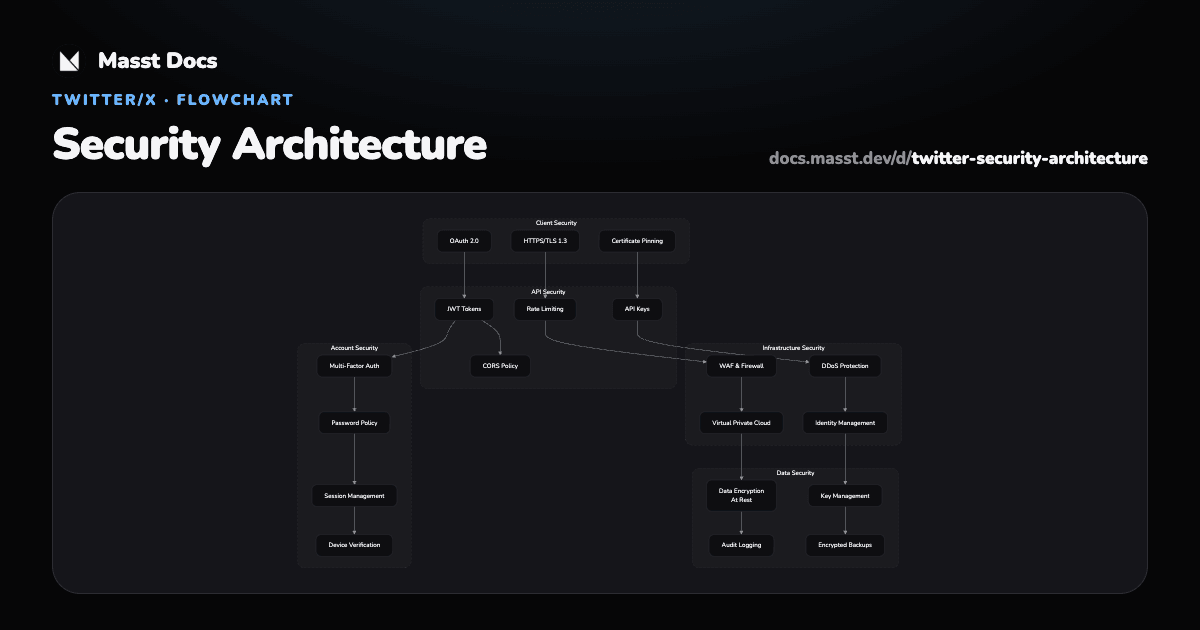 Masst Docs
TWITTER/X · FLOWCHART
Security Architecture
docs.masst.dev/d/twitter-security-architecture
Client Security
OAuth 2.0
HTTPS/TLS 1.3
Certificate Pinning
API Security
JWT Tokens
Rate Limiting
API Keys
CORS Policy
Account Security
Multi-Factor Auth
Password Policy
Session Management
Device Verification
Infrastructure Security
WAF & Firewall
DDoS Protection
Virtual Private Cloud
Identity Management
Data Security
Data Encryption
At Rest
Key Management
Audit Logging
Encrypted Backups